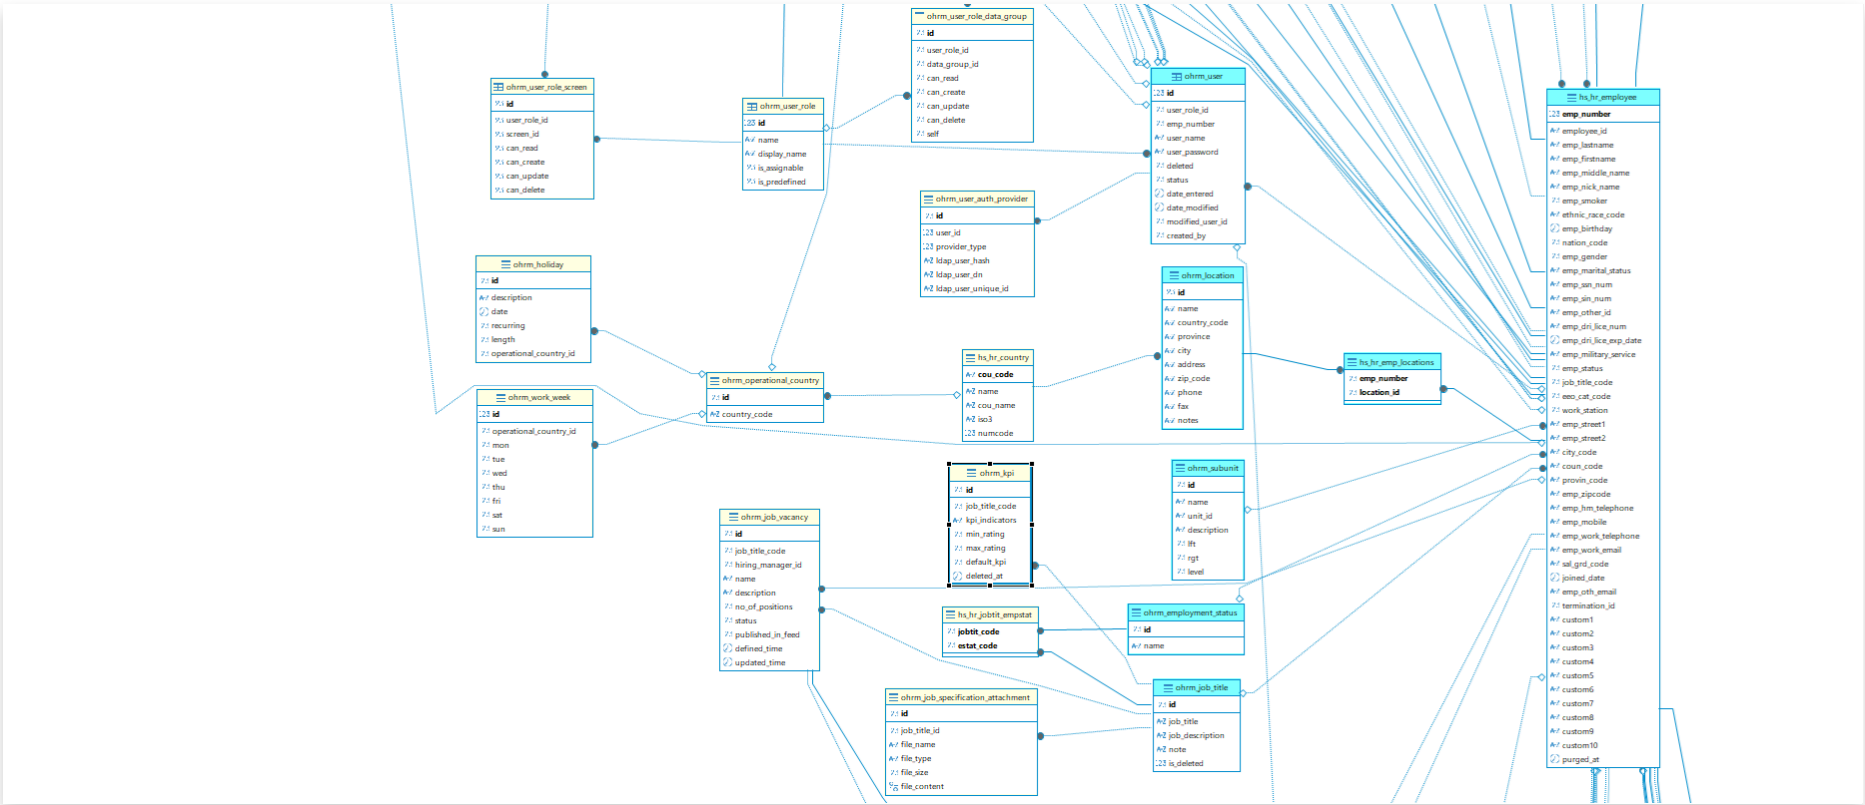 ohrm_user_role_data_group
id
user_role_id
data_group_id
can_read
can_create
can_update
can_delete
self
ohrm_user_role_screen
id
user_role_id
screen_id
can_read
can_create
can_update
can_delete
ohrm_user_role
123 id
name
display_name
is_assignable
is_predefined
ohrm_user
123 id
user_role_id
emp_number
user_name
user_password
deleted
status
date_entered
date_modified
modified_user_id
created_by
ohrm_user_auth_provider
id
123 user_id
123 provider_type
ldap_user_hash
ldap_user_dn
ldap_user_unique_id
ohrm_holiday
id
description
date
recurring
length
operational_country_id
ohrm_work_week
123 id
operational_country_id
mon
tue
wed
thu
fri
sat
sun
ohrm_operational_country
id
country_code
hs_hr_country
cou_code
name
cou_name
iso3
123 numcode
ohrm_location
id
name
country_code
province
city
address
zip_code
phone
fax
notes
hs_hr_emp_locations
emp_number
location_id
ohrm_kpi
id
job_title_code
kpi_indicators
min_rating
max_rating
default_kpi
deleted_at
ohrm_subunit
id
name
unit_id
description
lft
rgt
level
ohrm_job_vacancy
id
job_title_code
hiring_manager_id
name
description
no_of_positions
status
published_in_feed
defined_time
updated_time
hs_hr_jobtit_empstat
jobtit_code
estat_code
ohrm_employment_status
id
name
ohrm_job_specification_attachment
id
job_title_id
file_name
file_type
file_size
file_content
ohrm_job_title
id
job_title
job_description
note
123 is_deleted
hs_hr_employee
123 emp_number
employee_id
emp_lastname
emp_firstname
emp_middle_name
emp_nick_name
emp_smoker
ethnic_race_code
emp_birthday
nation_code
emp_gender
emp_marital_status
emp_ssn_num
emp_sin_num
emp_other_id
emp_dri_lice_num
emp_dri_lice_exp_date
emp_military_service
emp_status
job_title_code
eeo_cat_code
work_station
emp_street1
emp_street2
city_code
coun_code
provin_code
emp_zipcode
emp_hm_telephone
emp_mobile
emp_work_telephone
emp_work_email
sal_grd_code
joined_date
emp_oth_email
termination_id
custom1
custom2
custom3
custom4
custom5
custom6
custom7
custom8
custom9
custom10
purged_at